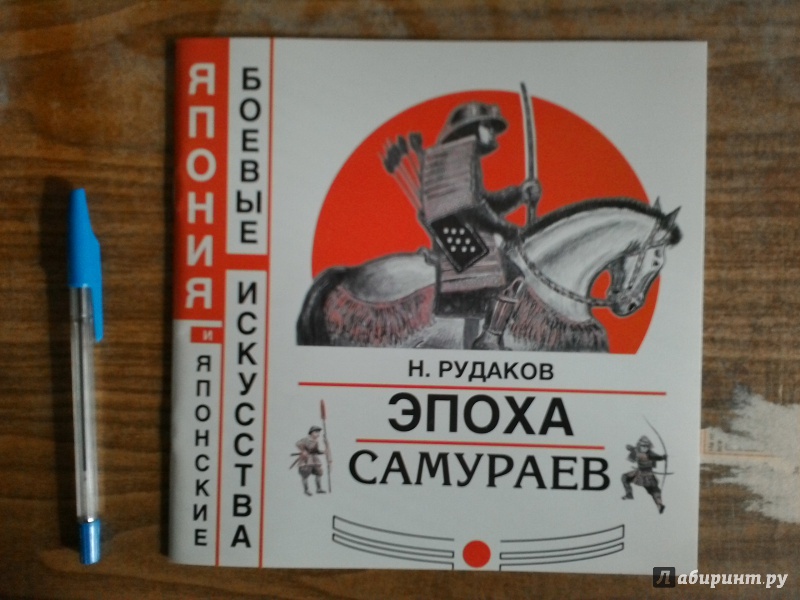 ЯПОНИЯ
И
ЯПОНСКИЕ
БОЕВЫЕ
ИСКУССТВА
Н. РУДАКОВ
ЭПОХА
САМУРАЕВ
Лабиринт.ру